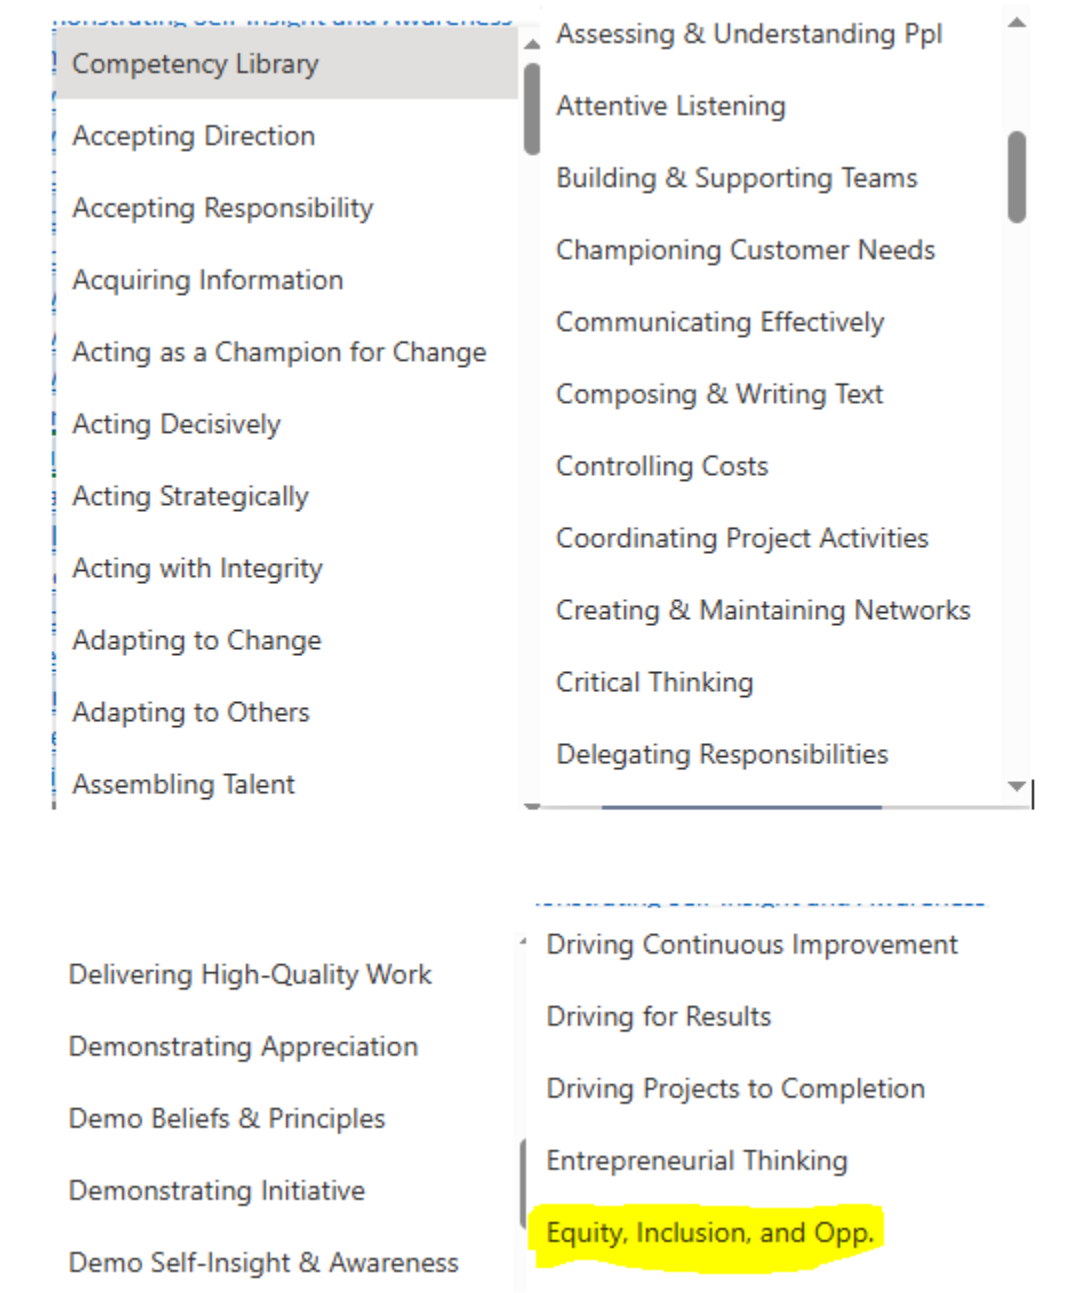 Competency Library
Accepting Direction
Accepting Responsibility
Acquiring Information
Acting as a Champion for Change
Acting Decisively
Acting Strategically
Acting with Integrity
Adapting to Change
Adapting to Others
Assembling Talent
Assessing & Understanding Ppl
Attentive Listening
Building & Supporting Teams
Championing Customer Needs
Communicating Effectively
Composing & Writing Text
Controlling Costs
Coordinating Project Activities
Creating & Maintaining Networks
Critical Thinking
Delegating Responsibilities
Delivering High-Quality Work
Demonstrating Appreciation
Demo Beliefs & Principles
Demonstrating Initiative
Demo Self-Insight & Awareness
Driving Continuous Improvement
Driving for Results
Driving Projects to Completion
Entrepreneurial Thinking
Equity, Inclusion, and Opp.